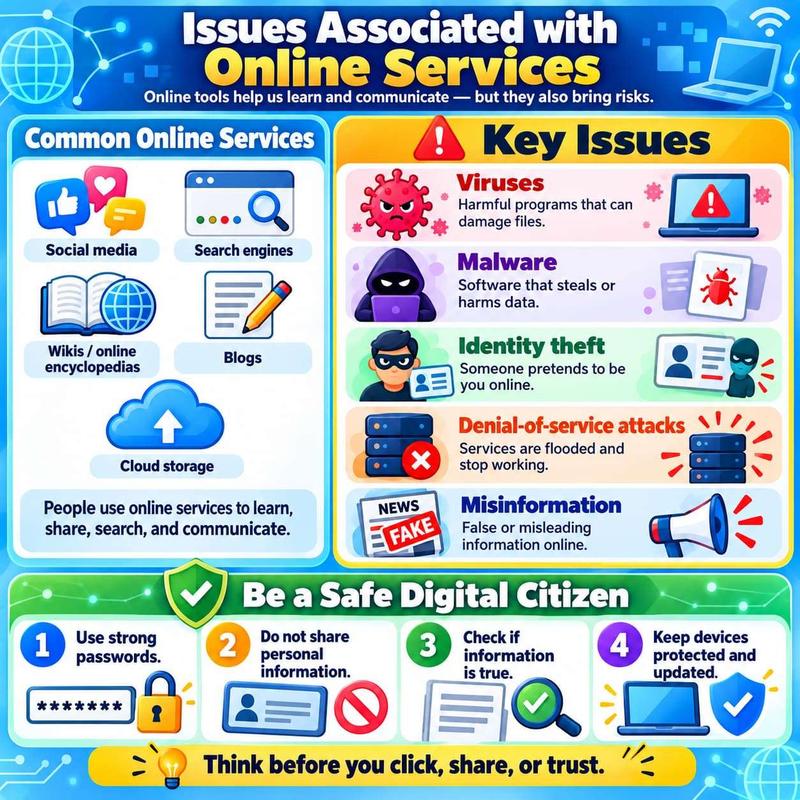 Issues Associated with
Online Services
Online tools help us learn and communicate — but they also bring risks.
Common Online Services
Social media
Search engines
Wikis / online
encyclopedias
Blogs
Cloud storage
People use online services to learn,
share, search, and communicate.
Key Issues
Viruses
Harmful programs that can
damage files.
Malware
Software that steals or
harms data.
Identity theft
Someone pretends to be
you online.
Denial-of-service attacks
Services are flooded and
stop working.
NEWS
FAKE
Misinformation
False or misleading
information online.
Be a Safe Digital Citizen
1
Use strong
passwords.
*******
2
Do not share
personal
information.
3
Check if
information
is true.
4
Keep devices
protected and
updated.
Think before you click, share, or trust.